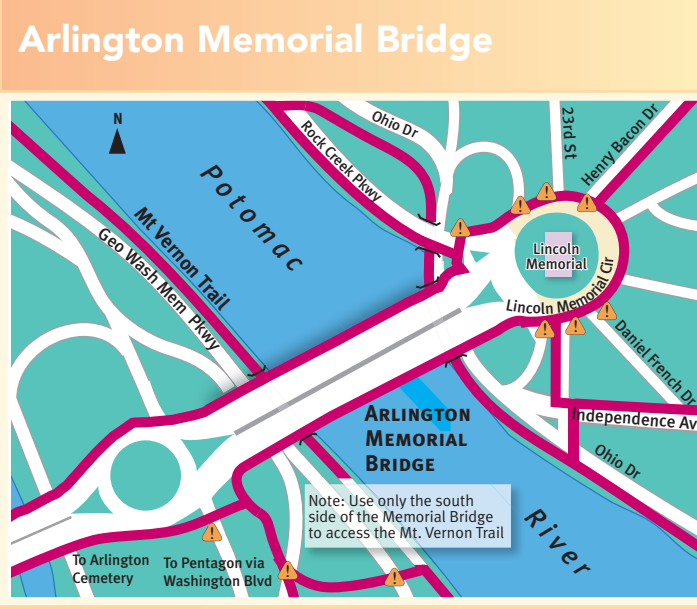 Arlington Memorial Bridge
N
Potomac
Ohio Dr
Rock Creek Pkwy
23rd St
Henry Bacon Dr
Mt Vernon Trail
Geo Wash Mem Pkwy
Lincoln
Memorial
Lincoln Memorial Cir
Daniel French Dr
Independence Av
Ohio Dr
ARLINGTON
MEMORIAL
BRIDGE
Note: Use only the south
side of the Memorial Bridge
to access the Mt. Vernon Trail
River
To Arlington
Cemetery
To Pentagon via
Washington Blvd
!
!
!
!
!
!
!
!
!
!